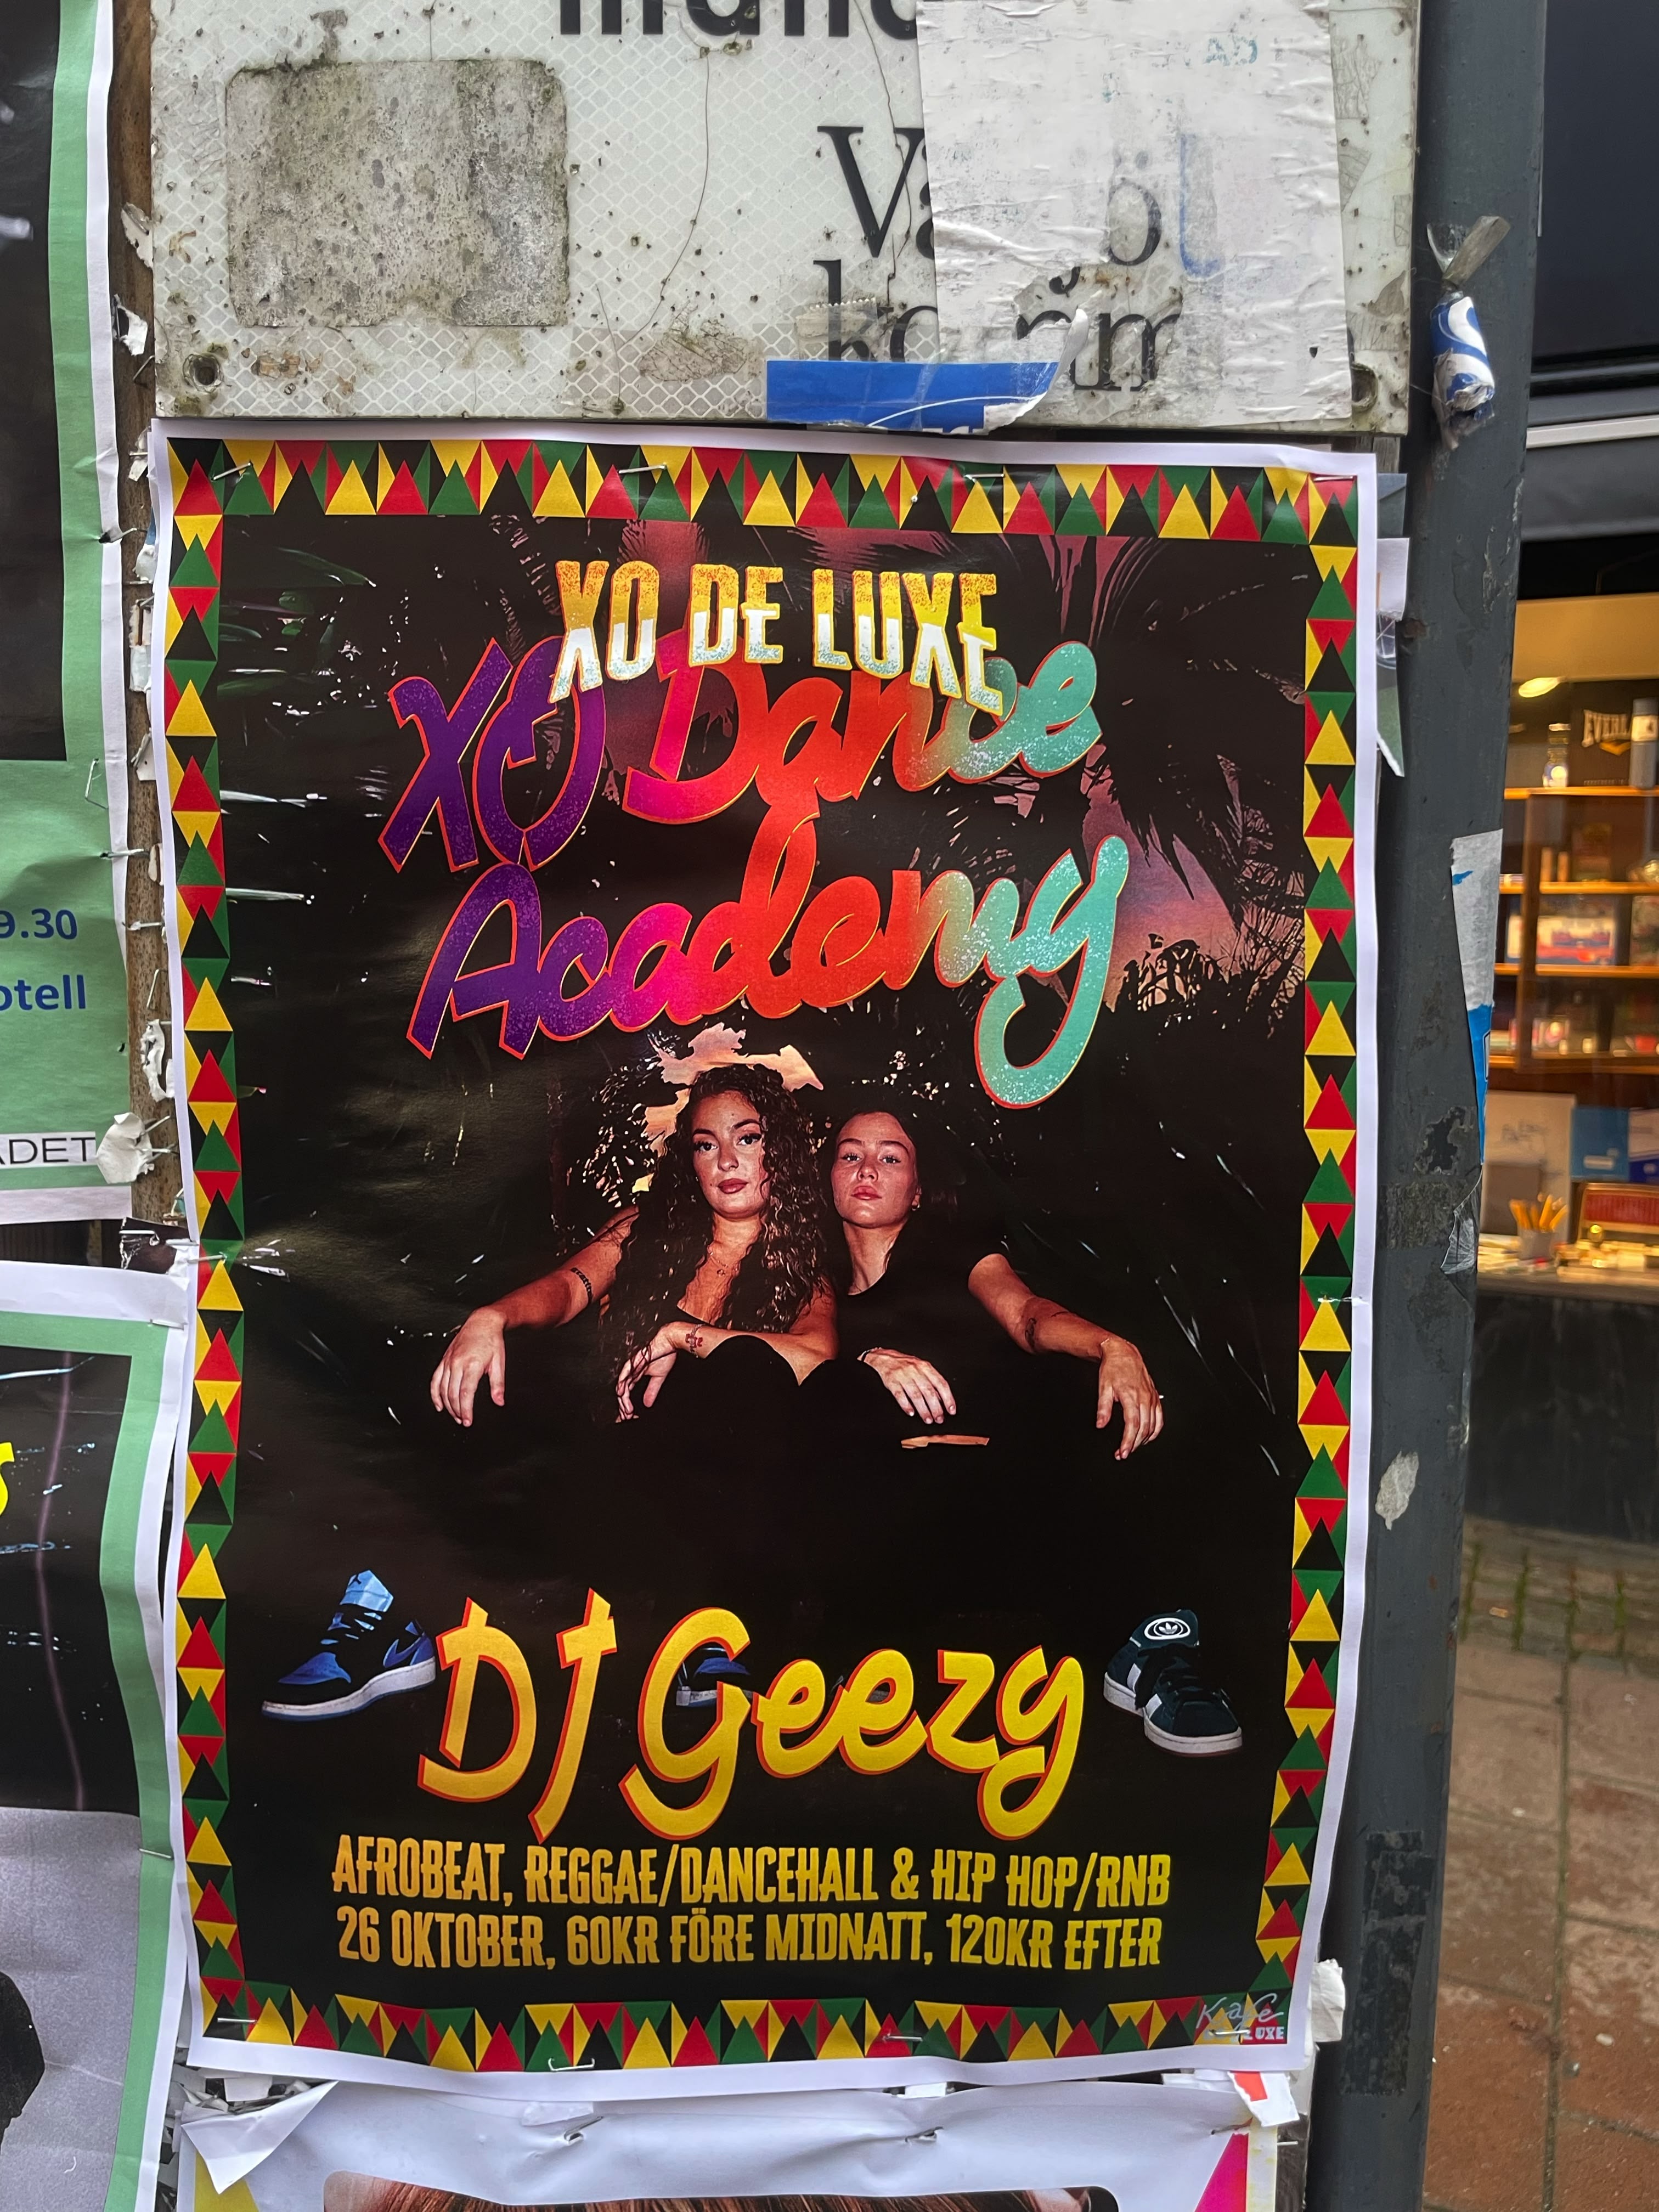 XO DE LUXE
XO Dance
Academy
DJ Geezy
AFROBEAT, REGGAE/DANCEHALL & HIP HOP/RNB
26 OKTOBER, 60KR FÖRE MIDNATT, 120KR EFTER
LUXE
9.30
otell
ADET